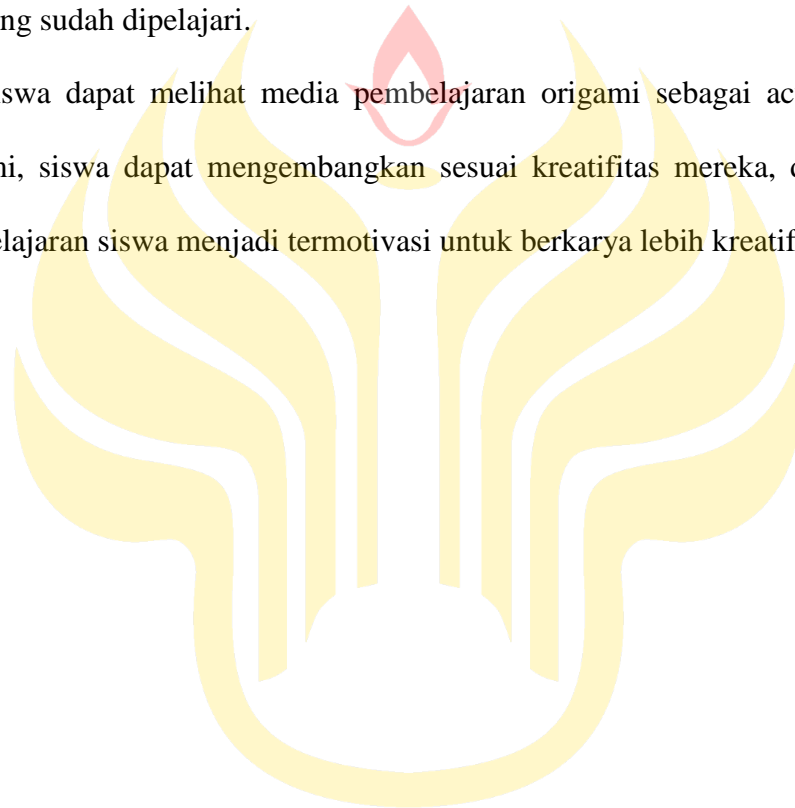 ng sudah dipelajari.
swa dapat melihat media pembelajaran origami sebagai ac
ni, siswa dapat mengembangkan sesuai kreatifitas mereka,
elajaran siswa menjadi termotivasi untuk berkarya lebih kreatif